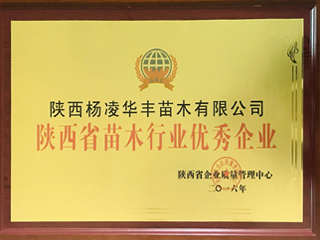 陕西杨凌华丰苗木有限公司
陕西省苗木行业优秀企业
陕西省企业质量管理中心
二〇一六年